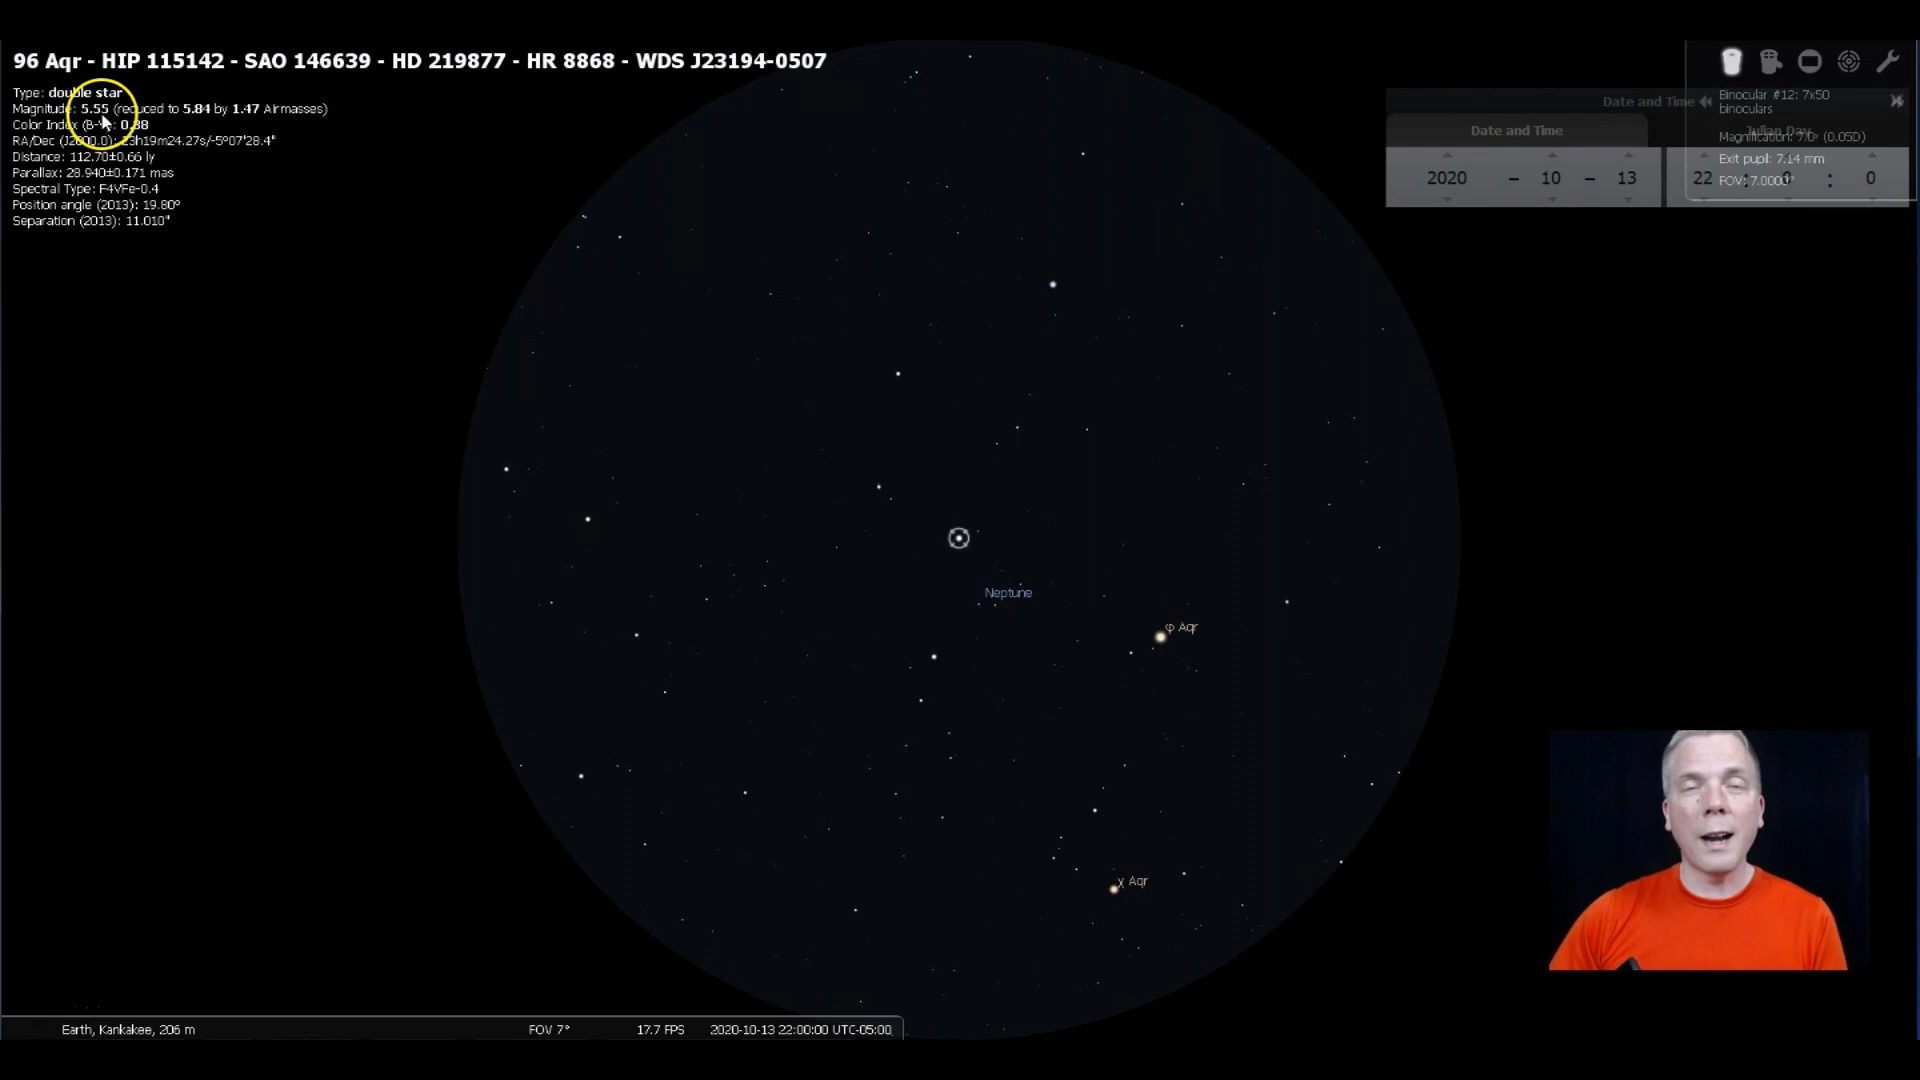 96 Aqr - HIP 115142 - SAO 146639 - HD 219877 - HR 8868 - WDS J23194-0507
Type: double star
Magnitude: 5.55 (reduced to 5.84 by 1.47 Airmasses)
Color Index (B-V): 0.38
RA/Dec (J2000.0): 23h19m24.27s/-5°07'28.4"
Distance: 112.70±0.66 ly
Parallax: 28.940±0.171 mas
Spectral Type: F4VFe-0.4
Position angle (2013): 19.80°
Separation (2013): 11.010"
Binocular #12: 7x50
binoculars
Magnification: 7.0× (0.05D)
Exit pupil: 7.14 mm
FOV: 7.0000°
Date and Time
Date and Time
Julian Day
2020 - 10 - 13
22 : 0 : 0
Neptune
φ Aqr
χ Aqr
Earth, Kankakee, 206 m
FOV 7°
17.7 FPS
2020-10-13 22:00:00 UTC-05:00